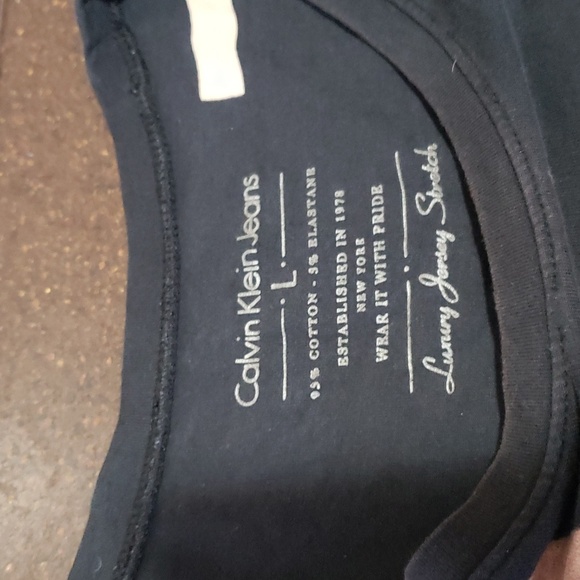 Calvin Klein Jeans
· L ·
95% COTTON - 5% ELASTANE
ESTABLISHED IN 1978
NEW YORK
WEAR IT WITH PRIDE
Luxury Jersey Stretch